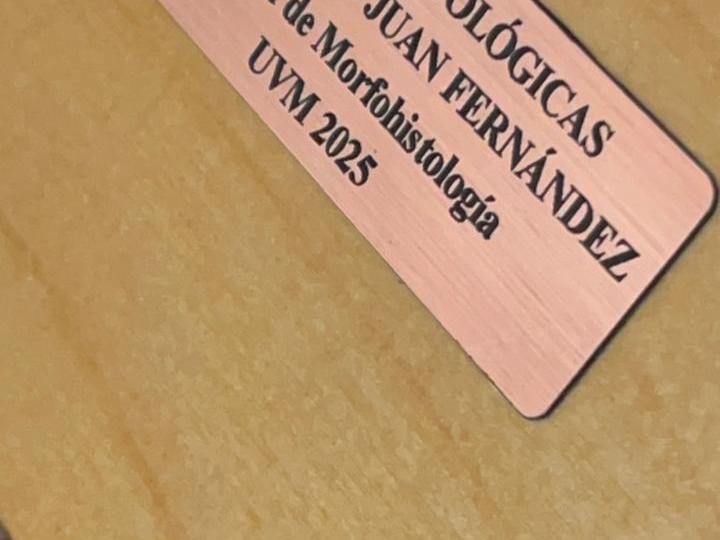 OLÓGICAS
JUAN FERNÁNDEZ
de Morfohistología
UVM 2025